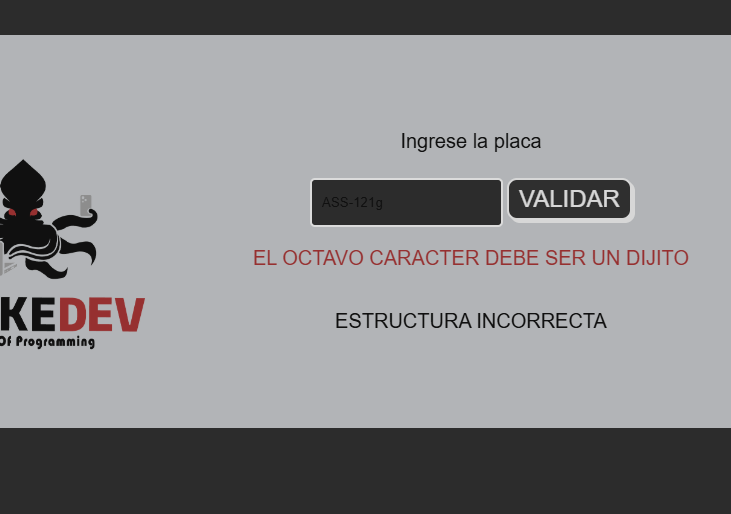 Ingrese la placa
ASS-121g
VALIDAR
EL OCTAVO CARACTER DEBE SER UN DIJITO
ESTRUCTURA INCORRECTA
KEDEV
Of Programming